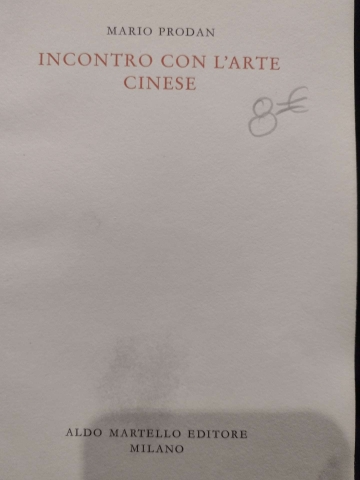 MARIO PRODAN
INCONTRO CON L'ARTE
CINESE
8€
ALDO MARTELLO EDITORE
MILANO